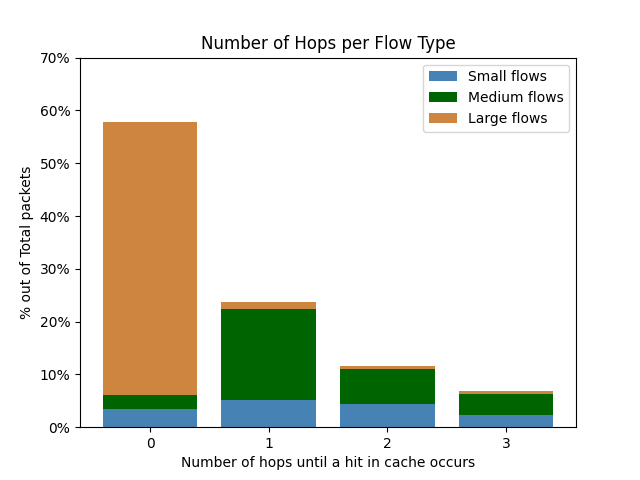 Number of Hops per Flow Type
Small flows
Medium flows
Large flows
% out of Total packets
70%
60%
50%
40%
30%
20%
10%
0%
0 1 2 3
Number of hops until a hit in cache occurs